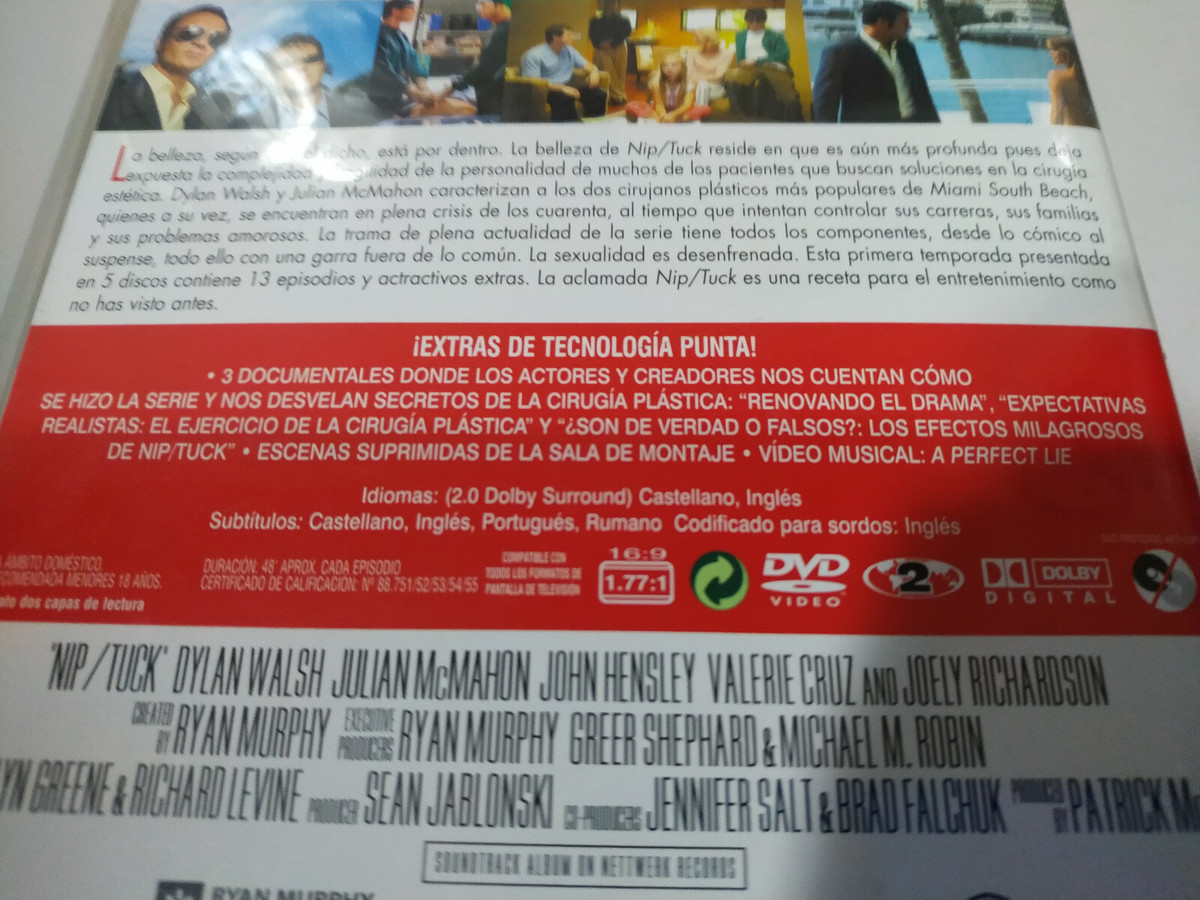 La belleza, según el dicho, está por dentro. La belleza de Nip/Tuck reside en que es aún más profunda pues deja
expuesta la complejidad de la personalidad de muchos de los pacientes que buscan soluciones en la cirugía
estética. Dylan Walsh y Julian McMahon caracterizan a los dos cirujanos plásticos más populares de Miami South Beach,
quienes a su vez, se encuentran en plena crisis de los cuarenta, al tiempo que intentan controlar sus carreras, sus familias
y sus problemas amorosos. La trama de plena actualidad de la serie tiene todos los componentes, desde lo cómico al
suspense, todo ello con una garra fuera de lo común. La sexualidad es desenfrenada. Esta primera temporada presentada
en 5 discos contiene 13 episodios y actractivos extras. La aclamada Nip/Tuck es una receta para el entretenimiento como
no has visto antes.
¡EXTRAS DE TECNOLOGÍA PUNTA!
• 3 DOCUMENTALES DONDE LOS ACTORES Y CREADORES NOS CUENTAN CÓMO
SE HIZO LA SERIE Y NOS DESVELAN SECRETOS DE LA CIRUGÍA PLÁSTICA: “RENOVANDO EL DRAMA”, “EXPECTATIVAS
REALISTAS: EL EJERCICIO DE LA CIRUGÍA PLÁSTICA” Y “¿SON DE VERDAD O FALSOS?: LOS EFECTOS MILAGROSOS
DE NIP/TUCK” • ESCENAS SUPRIMIDAS DE LA SALA DE MONTAJE • VÍDEO MUSICAL: A PERFECT LIE
Idiomas: (2.0 Dolby Surround) Castellano, Inglés
Subtítulos: Castellano, Inglés, Portugués, Rumano Codificado para sordos: Inglés
ÁMBITO DOMÉSTICO.
RECOMENDADA MENORES 18 AÑOS.
dos capas de lectura
DURACIÓN: 48' APROX. CADA EPISODIO
CERTIFICADO DE CALIFICACIÓN: Nº 88.751/52/53/54/55
COMPATIBLE CON
TODOS LOS FORMATOS DE
PANTALLA DE TELEVISIÓN
16:9
1.77:1
DVD
VIDEO
2
DOLBY
DIGITAL
'NIP/TUCK' DYLAN WALSH JULIAN McMAHON JOHN HENSLEY VALERIE CRUZ AND JOELY RICHARDSON
CREATED BY RYAN MURPHY EXECUTIVE PRODUCERS RYAN MURPHY GREER SHEPHARD & MICHAEL M. ROBIN
YN GREENE & RICHARD LEVINE PRODUCER SEAN JABLONSKI CO-PRODUCERS JENNIFER SALT & BRAD FALCHUK PRODUCED BY PATRICK
SOUNDTRACK ALBUM ON NETTWERK RECORDS
RYAN MURPHY